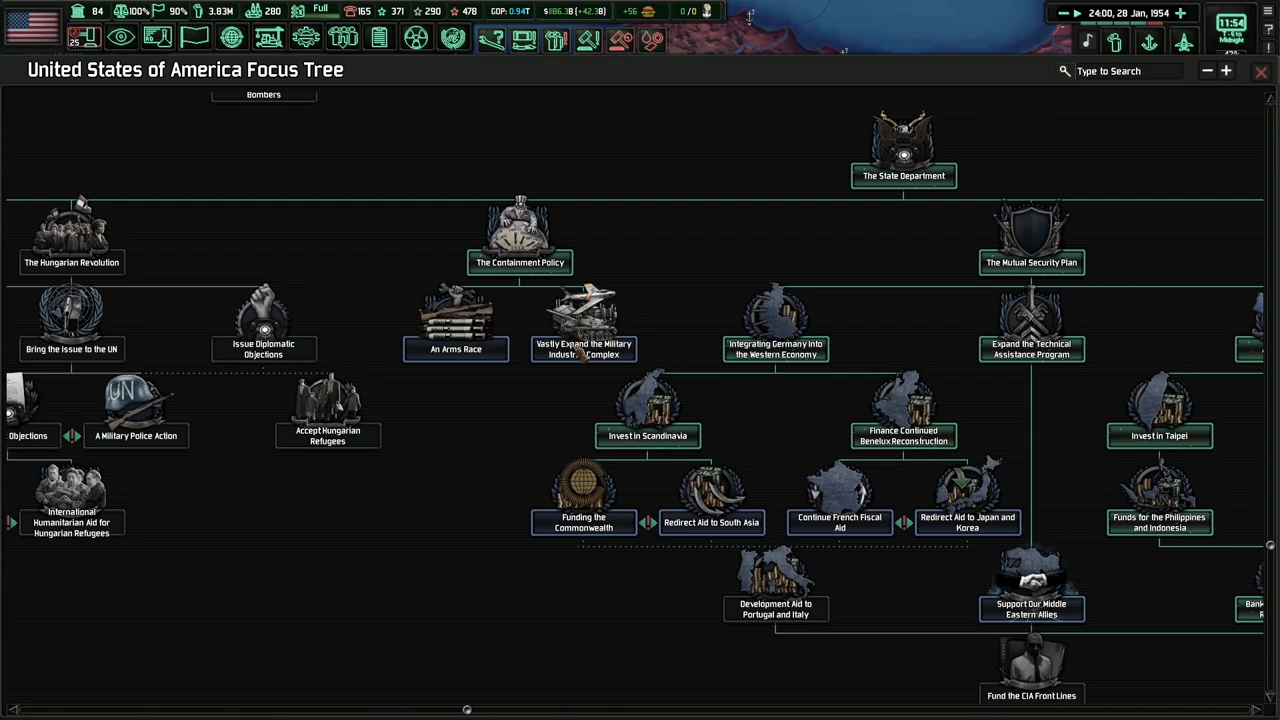 84 100% 90% 3.83M 280 Full 165 371 290 478 GDP: 0.94T $186.3B (+42.3B) +56 0/0
24:00, 28 Jan, 1954
11:54
25
United States of America Focus Tree
Type to Search
Bombers
The State Department
The Hungarian Revolution
The Containment Policy
The Mutual Security Plan
Bring the Issue to the UN
Issue Diplomatic
Objections
An Arms Race
Vastly Expand the Military
Industrial Complex
Integrating Germany into
the Western Economy
Expand the Technical
Assistance Program
UN
Objections
A Military Police Action
Accept Hungarian
Refugees
Invest in Scandinavia
Finance Continued
Benelux Reconstruction
Invest in Taipei
International
Humanitarian Aid for
Hungarian Refugees
Funding the
Commonwealth
Redirect Aid to South Asia
Continue French Fiscal
Aid
Redirect Aid to Japan and
Korea
Funds for the Philippines
and Indonesia
Development Aid to
Portugal and Italy
Support Our Middle
Eastern Allies
Fund the CIA Front Lines